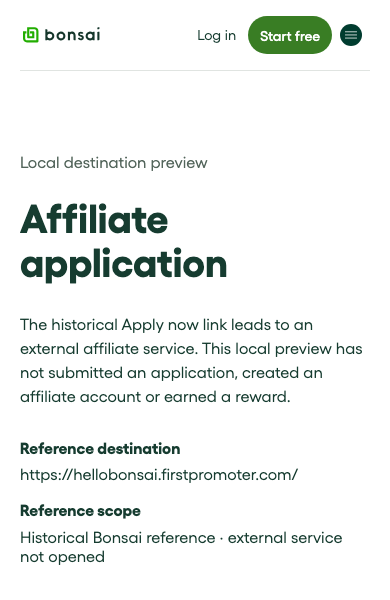 bonsai
Log in
Start free
Local destination preview
Affiliate
application
The historical Apply now link leads to an
external affiliate service. This local preview has
not submitted an application, created an
affiliate account or earned a reward.
Reference destination
https://hellobonsai.firstpromoter.com/
Reference scope
Historical Bonsai reference · external service
not opened